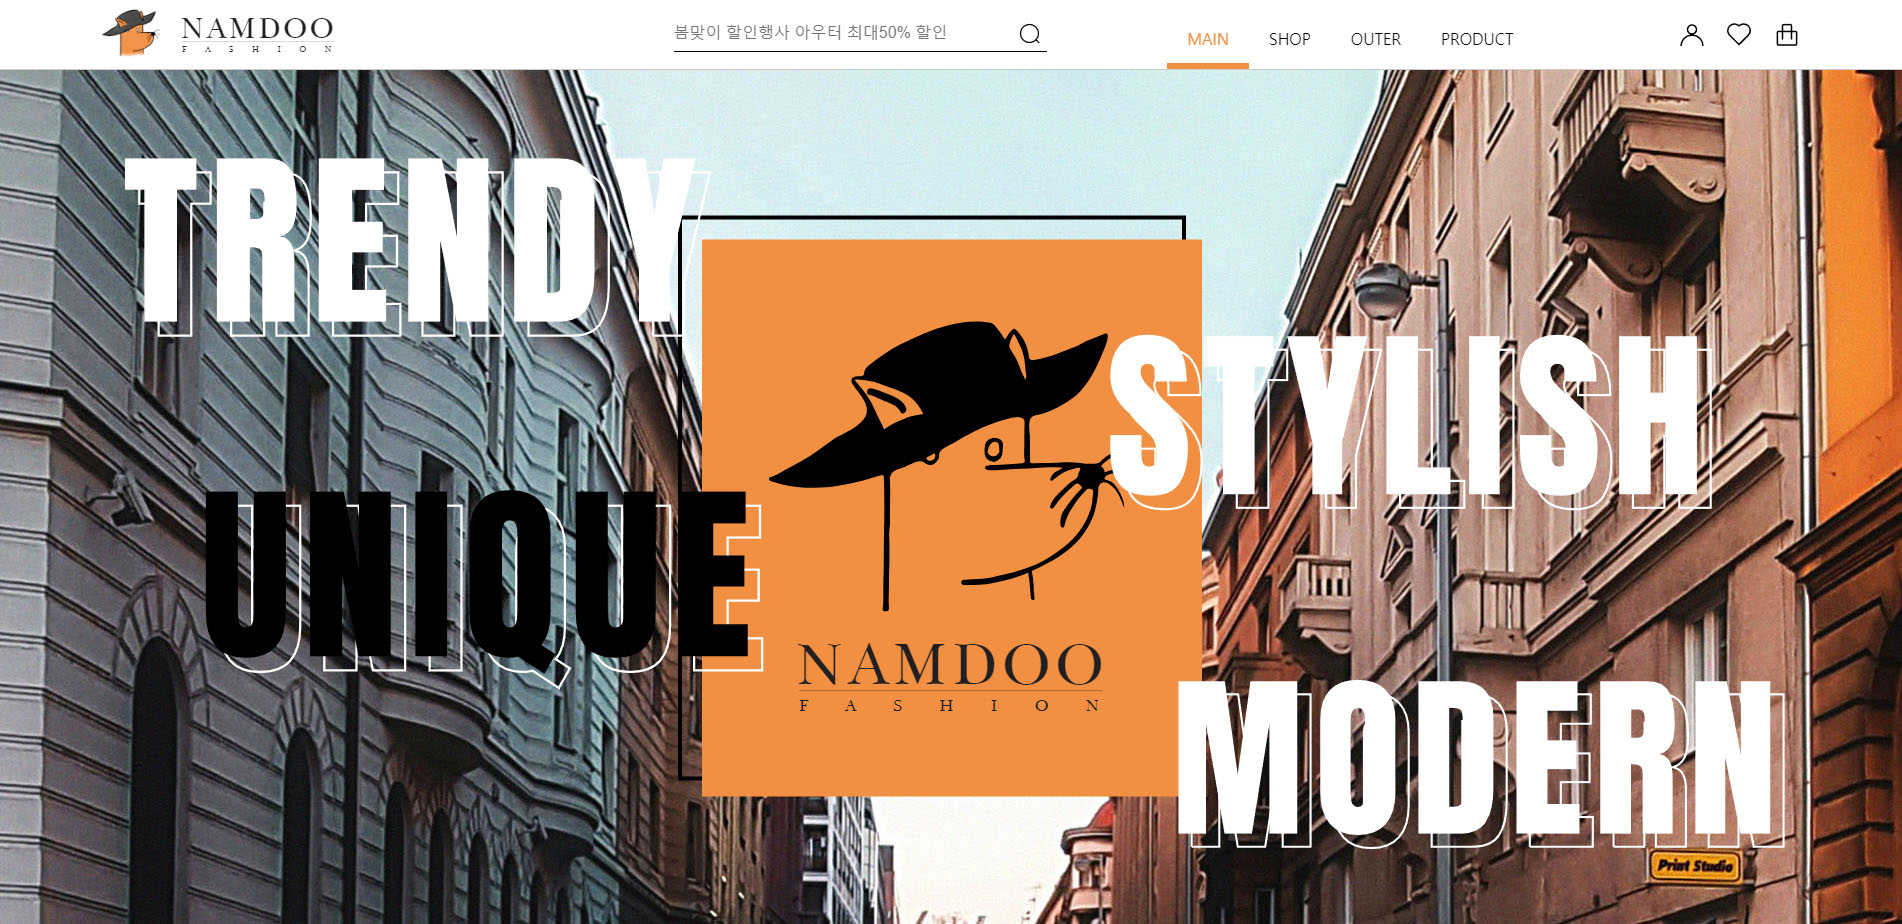 NAMDOO
FASHION
봄맞이 할인행사 아우터 최대50% 할인
MAIN SHOP OUTER PRODUCT
TRENDY
STYLISH
UNIQUE
NAMDOO
FASHION
MODERN
Print Studio